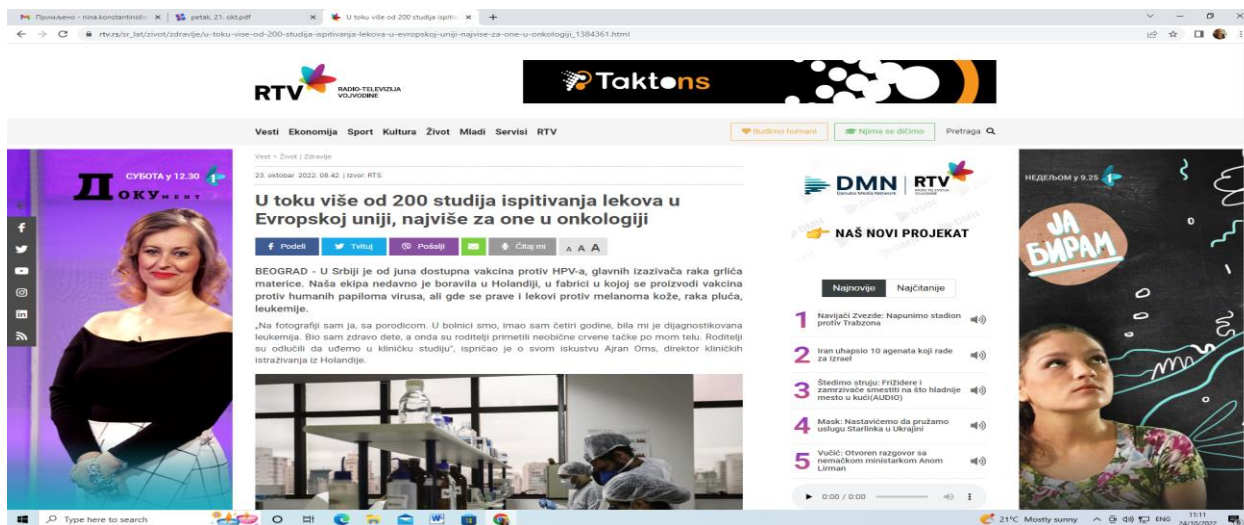 Примљено - nina.konstantinidis
petak, 21. okt.pdf
U toku više od 200 studija ispitiv
rtv.rs/sr_lat/zivot/zdravlje/u-toku-vise-od-200-studija-ispitivanja-lekova-u-evropskoj-uniji-najvise-za-one-u-onkologiji_1384361.html
RTV
RADIO-TELEVIZIJA
VOJVODINE
Taktons
Vesti Ekonomija Sport Kultura Život Mladi Servisi RTV
Budimo humani
Njima se dičimo
Pretraga
Vest > Život | Zdravlje
23. oktobar 2022. 08.42 | Izvor: RTS
U toku više od 200 studija ispitivanja lekova u
Evropskoj uniji, najviše za one u onkologiji
Podeli
Tvituj
Pošalji
Čitaj mi
A A A
BEOGRAD - U Srbiji je od juna dostupna vakcina protiv HPV-a, glavnih izazivača raka grlića
materice. Naša ekipa nedavno je boravila u Holandiji, u fabrici u kojoj se proizvodi vakcina
protiv humanih papiloma virusa, ali gde se prave i lekovi protiv melanoma kože, raka pluća,
leukemije.
„Na fotografiji sam ja, sa porodicom. U bolnici smo, imao sam četiri godine, bila mi je dijagnostikovana
leukemija. Bio sam zdravo dete, a onda su roditelji primetili neobične crvene tačke po mom telu. Roditelji
su odlučili da uđemo u kliničku studiju", ispričao je o svom iskustvu Ajran Oms, direktor kliničkih
istraživanja iz Holandije.
СУБОТА у 12.30
ДОКУМЕНТ
DMN
Danube Media Network
RTV
RADIO-TELEVIZIJA
VOJVODINE
NAŠ NOVI PROJEKAT
Najnovije
Najčitanije
1 Navijači Zvezde: Napunimo stadion
protiv Trabzona
2 Iran uhapsio 10 agenata koji rade
za Izrael
3 Štedimo struju: Frižidere i
zamrzivače smestiti na što hladnije
mesto u kući(AUDIO)
4 Mask: Nastavićemo da pružamo
uslugu Starlinka u Ukrajini
5 Vučić: Otvoren razgovor sa
nemačkom ministarkom Anom
Lirman
0:00 / 0:00
НЕДЕЉОМ у 9.25
ЈА
БИРАМ
Type here to search
21°C Mostly sunny
ENG
11:11
24/10/2022